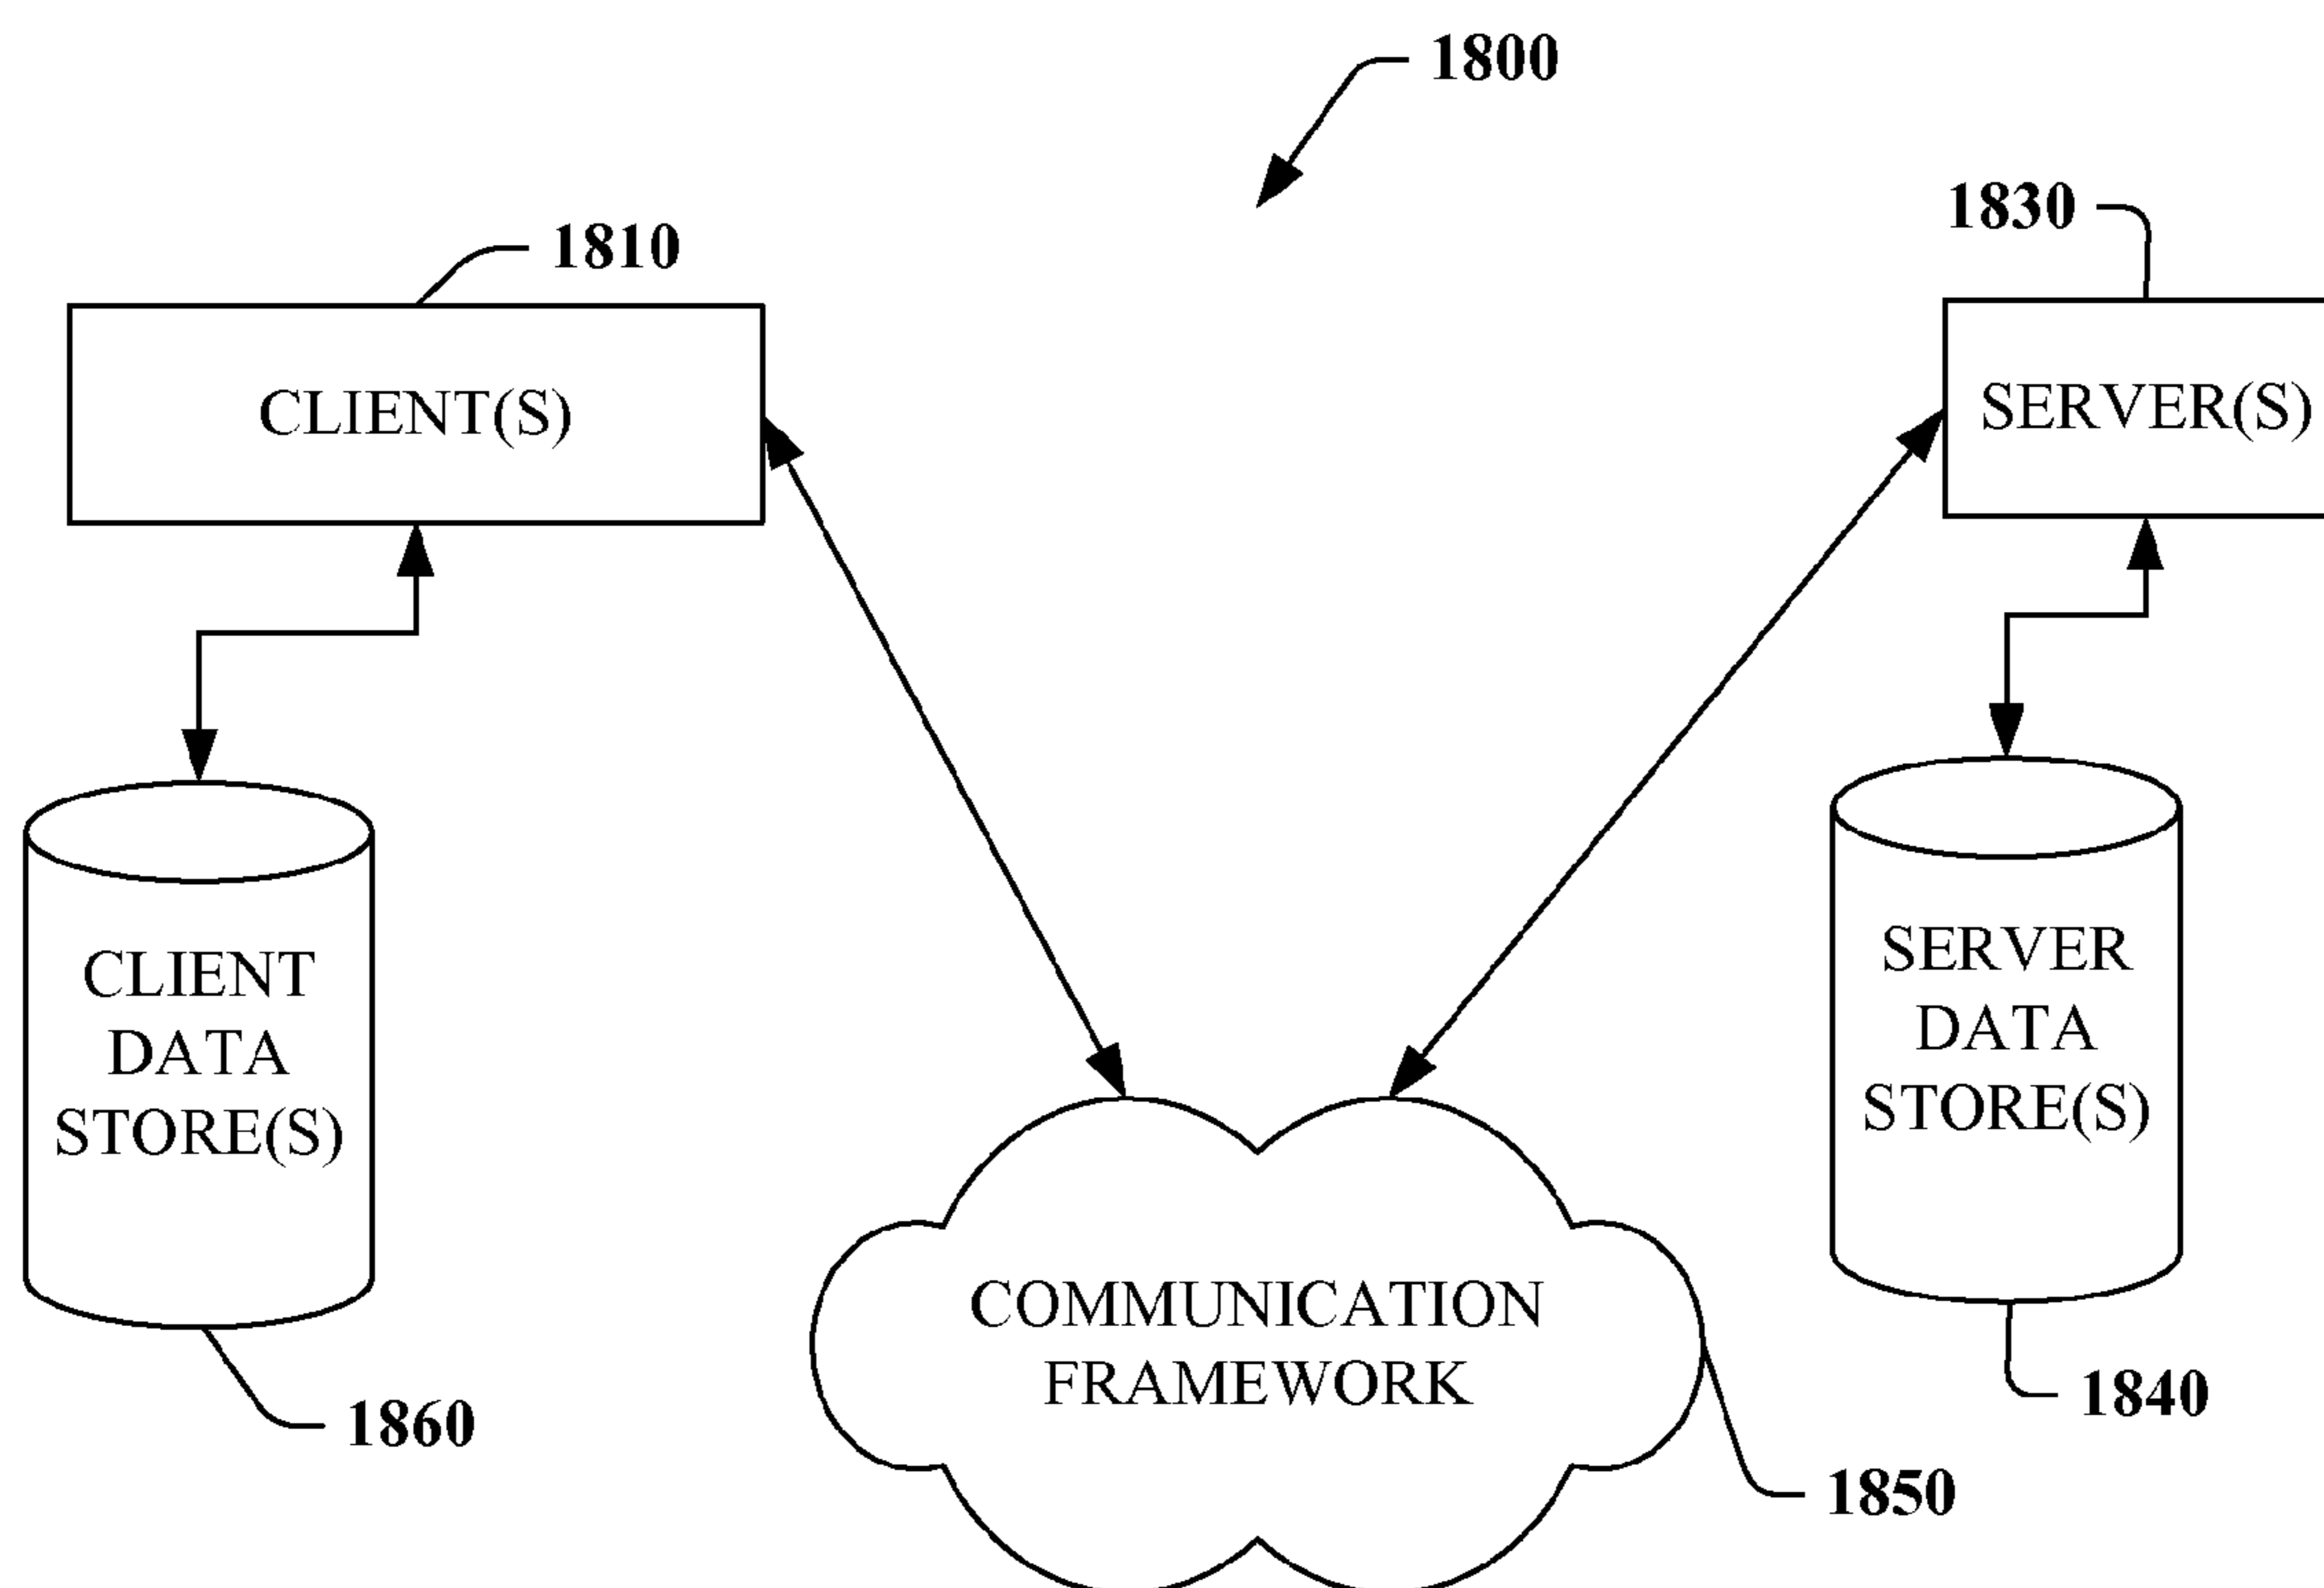 1800
1830
1810
CLIENT(S)
SERVER(S)
CLIENT
DATA
STORE(S)
SERVER
DATA
STORE(S)
COMMUNICATION
FRAMEWORK
1860
1840
1850